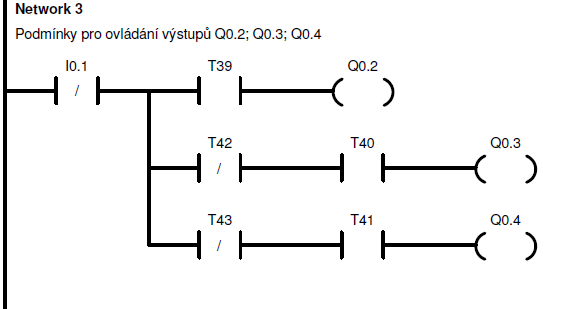 Network 3
Podmínky pro ovládání výstupů Q0.2; Q0.3; Q0.4
I0.1 T39 Q0.2
/
T42 T40 Q0.3
/
T43 T41 Q0.4
/